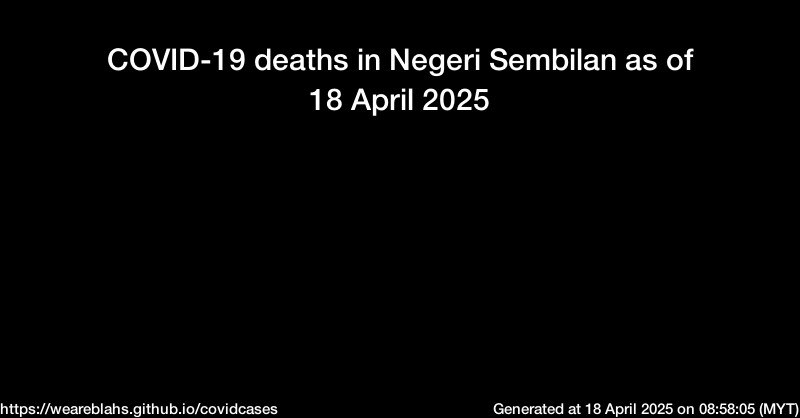 COVID-19 deaths in Negeri Sembilan as of
18 April 2025
https://weareblahs.github.io/covidcases
Generated at 18 April 2025 on 08:58:05 (MYT)